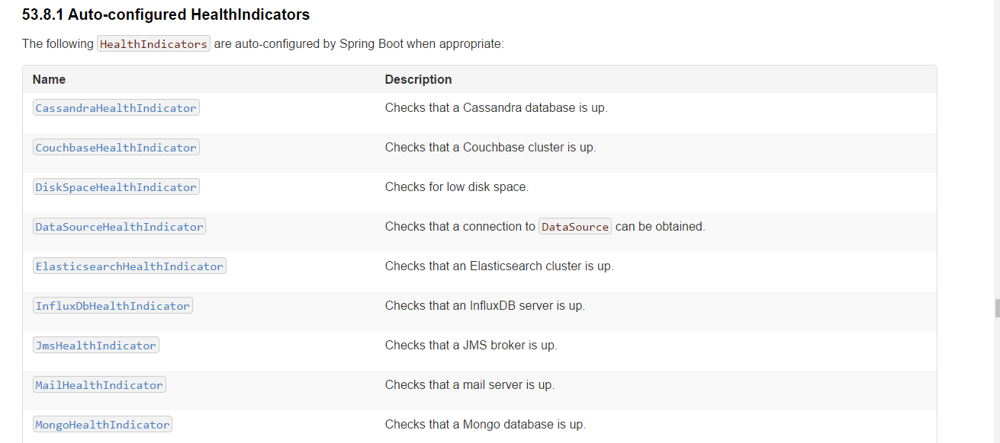 53.8.1 Auto-configured HealthIndicators
The following HealthIndicators are auto-configured by Spring Boot when appropriate:
Name Description
CassandraHealthIndicator Checks that a Cassandra database is up.
CouchbaseHealthIndicator Checks that a Couchbase cluster is up.
DiskSpaceHealthIndicator Checks for low disk space.
DataSourceHealthIndicator Checks that a connection to DataSource can be obtained.
ElasticsearchHealthIndicator Checks that an Elasticsearch cluster is up.
InfluxDbHealthIndicator Checks that an InfluxDB server is up.
JmsHealthIndicator Checks that a JMS broker is up.
MailHealthIndicator Checks that a mail server is up.
MongoHealthIndicator Checks that a Mongo database is up.